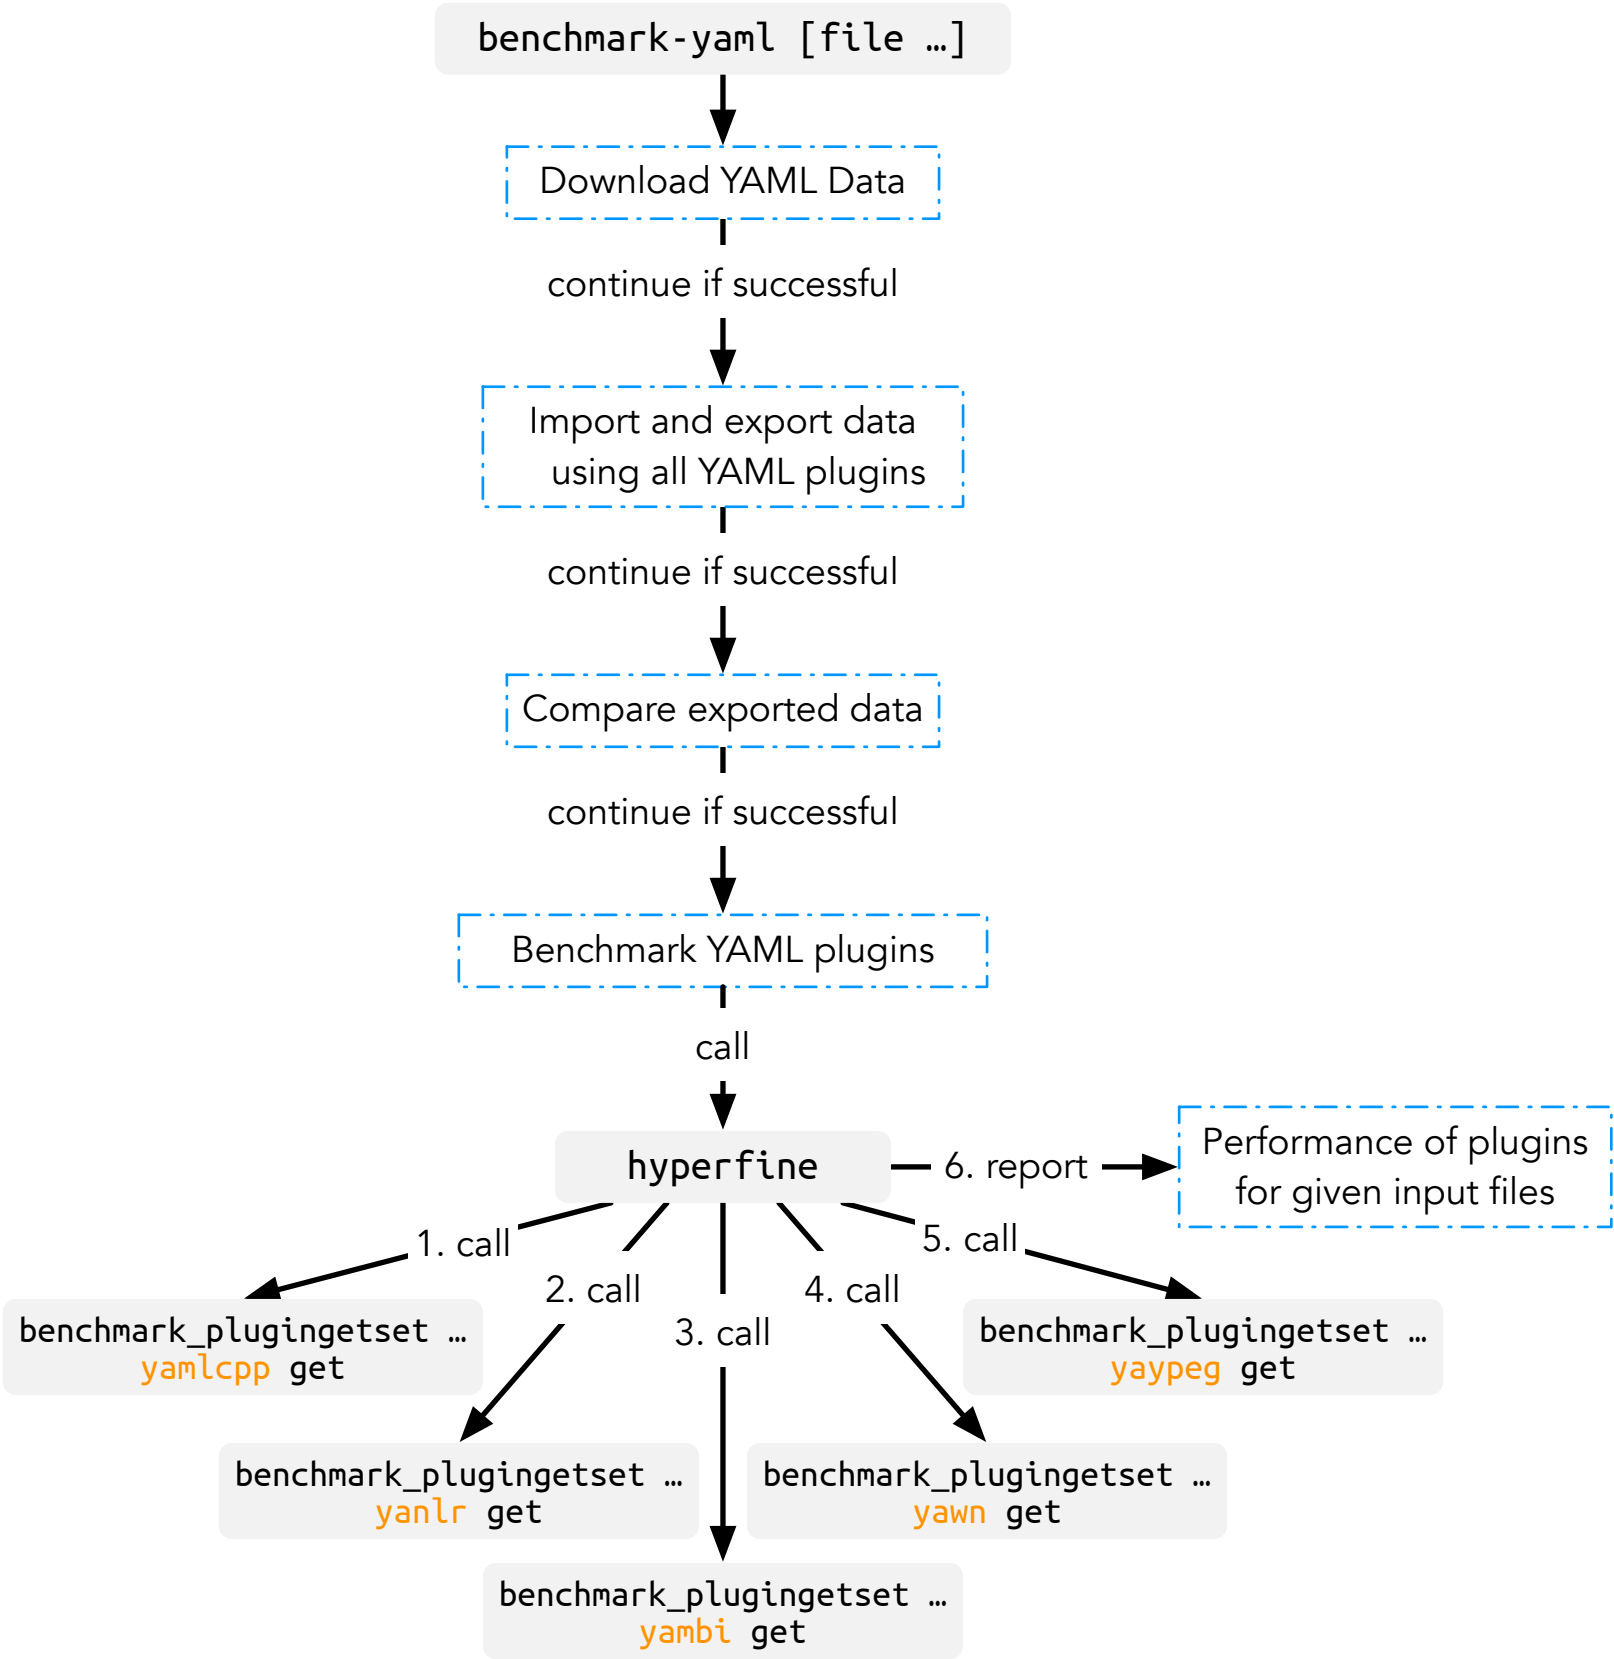 benchmark-yaml [file …]
Download YAML Data
continue if successful
Import and export data
using all YAML plugins
continue if successful
Compare exported data
continue if successful
Benchmark YAML plugins
call
hyperfine
6. report
Performance of plugins
for given input files
1. call
2. call
3. call
4. call
5. call
benchmark_plugingetset …
yamlcpp get
benchmark_plugingetset …
yanlr get
benchmark_plugingetset …
yambi get
benchmark_plugingetset …
yawn get
benchmark_plugingetset …
yaypeg get